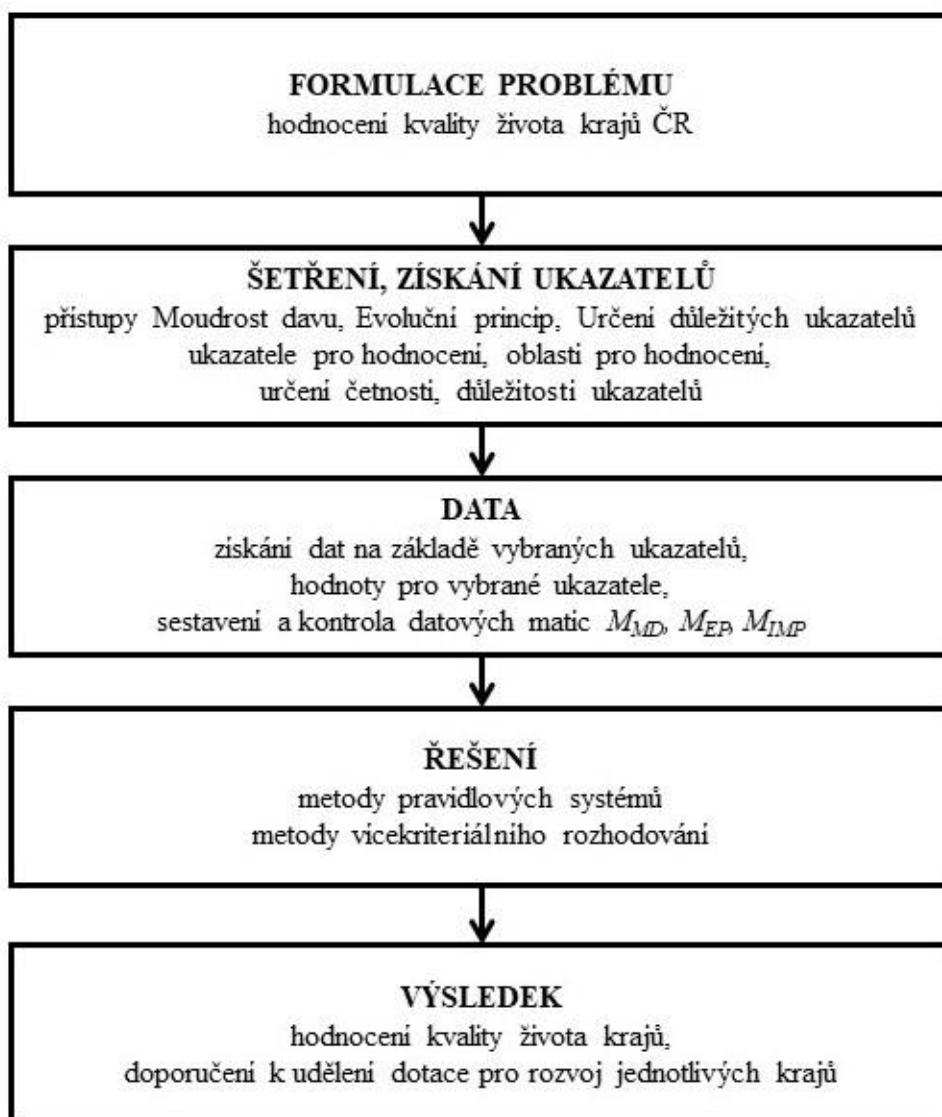 FORMULACE PROBLÉMU
hodnocení kvality života krajů ČR
ŠETŘENÍ, ZÍSKÁNÍ UKAZATELŮ
přístupy Moudrost davu, Evoluční princip, Určení důležitých ukazatelů
ukazatele pro hodnocení, oblasti pro hodnocení,
určení četnosti, důležitosti ukazatelů
DATA
získání dat na základě vybraných ukazatelů,
hodnoty pro vybrané ukazatele,
sestavení a kontrola datových matic M_MD, M_EP, M_IMP
ŘEŠENÍ
metody pravidlových systémů
metody vícekriteriálního rozhodování
VÝSLEDEK
hodnocení kvality života krajů,
doporučení k udělení dotace pro rozvoj jednotlivých krajů